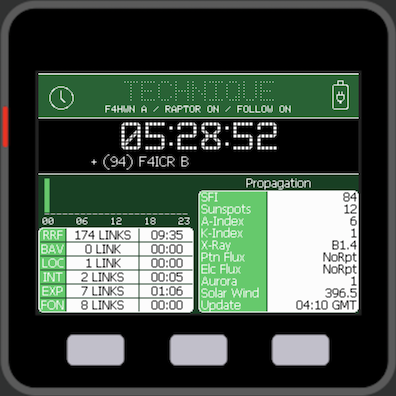 TECHNIQUE
F4HWN A / RAPTOR ON / FOLLOW ON
05:28:52
+ (94) F4ICR B
00 06 12 18 23
RRF 174 LINKS 09:35
BAV 0 LINK 00:00
LOC 1 LINK 00:00
INT 2 LINKS 00:05
EXP 7 LINKS 01:06
FON 8 LINKS 00:00
Propagation
SFI 84
Sunspots 12
A-Index 6
K-Index 1
X-Ray B1.4
Ptn Flux NoRpt
Elc Flux NoRpt
Aurora 1
Solar Wind 396.5
Update 04:10 GMT